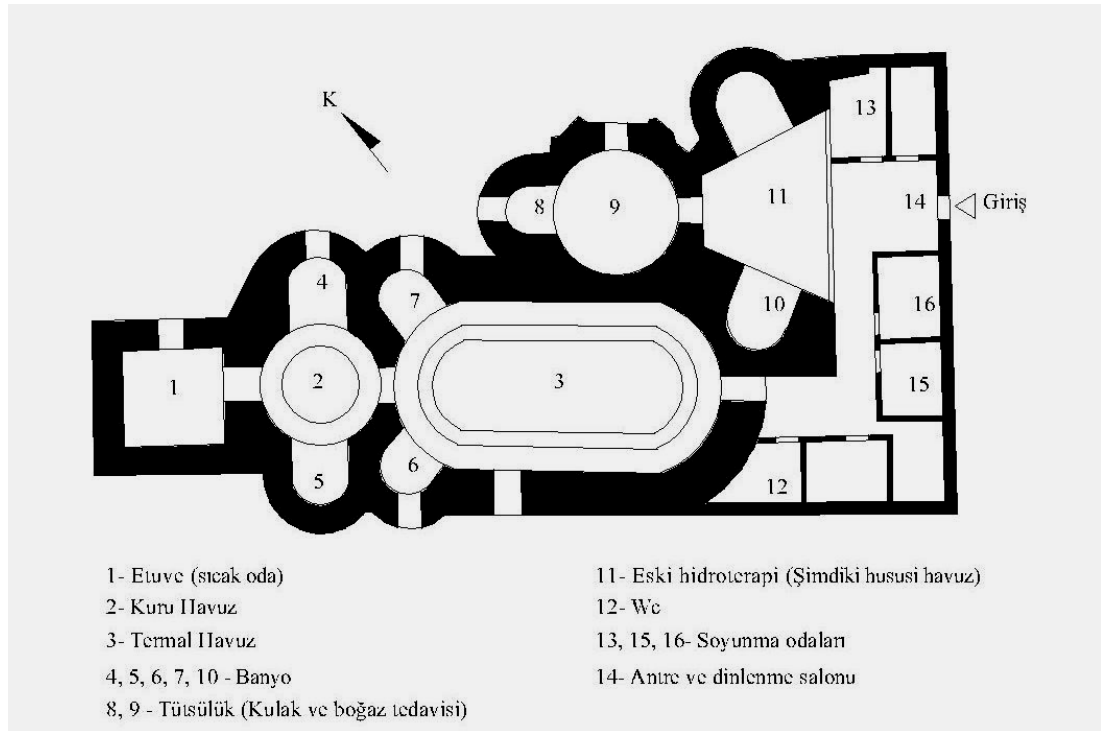 K
13
14
Giriş
11
8
9
4
7
10
16
1
2
3
15
6
5
12
1- Etuve (sıcak oda)
2- Kuru Havuz
3- Termal Havuz
4, 5, 6, 7, 10 - Banyo
8, 9 - Tütsülük (Kulak ve boğaz tedavisi)
11- Eski hidroterapi (Şimdiki hususi havuz)
12- Wc
13, 15, 16- Soyunma odaları
14- Antre ve dinlenme salonu